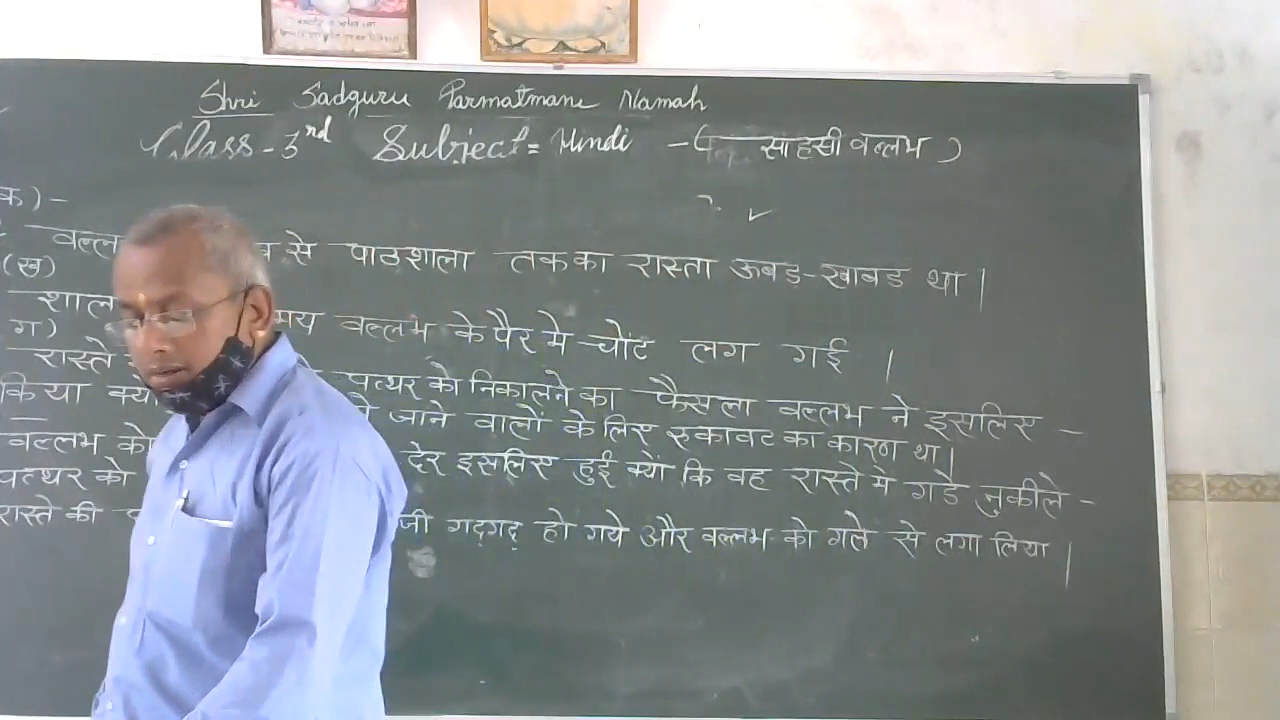 Shri Sadguru Parmatmane Namah
Class - 3rd Subject = Hindi - ( साहसी वल्लभ )
क) -
से पाठशाला तक का रास्ता ऊबड-खाबड था |
(ख)
वल्लभ के पैर मे चोंट लग गई |
ग)
रास्ते पत्थर को निकालने का फैसला वल्लभ ने इसलिए -
किया जाने वालों के लिए रुकावट का कारण था |
वल्लभ को देर इसलिए हुई क्यों कि वह रास्ते मे गडे नुकीले -
पत्थर को
रास्ते की जी गद्गद् हो गये और वल्लभ को गले से लगा लिया |